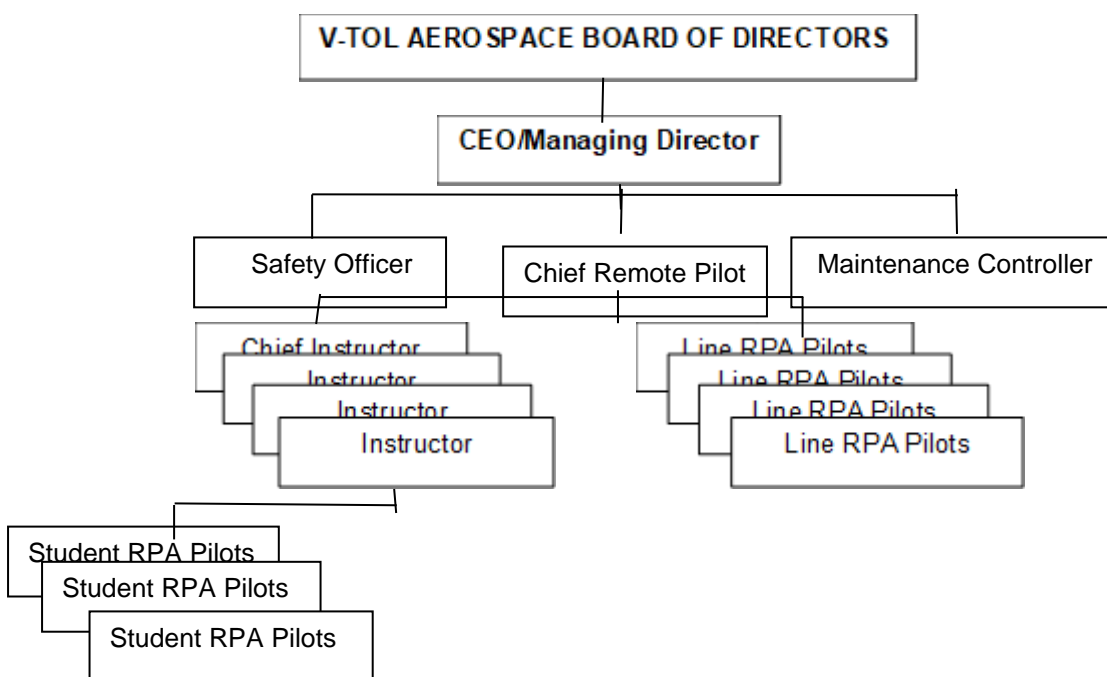 V-TOL AEROSPACE BOARD OF DIRECTORS
CEO/Managing Director
Safety Officer
Chief Remote Pilot
Maintenance Controller
Chief Instructor
Instructor
Instructor
Instructor
Line RPA Pilots
Line RPA Pilots
Line RPA Pilots
Line RPA Pilots
Student RPA Pilots
Student RPA Pilots
Student RPA Pilots